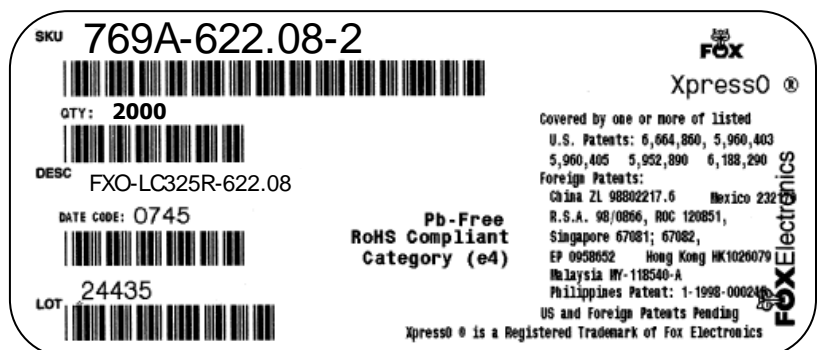 SKU 769A-622.08-2
FOX
XpressO ®
QTY: 2000
DESC FXO-LC325R-622.08
DATE CODE: 0745
LOT 24435
Pb-Free
RoHS Compliant
Category (e4)
Covered by one or more of listed
U.S. Patents: 6,664,860, 5,960,403
5,960,405 5,952,890 6,188,290
Foreign Patents:
China ZL 98802217.6 Mexico
R.S.A. 98/0866, ROC 120851,
Singapore 67081; 67082,
EP 0958652 Hong Kong HK1026079
Malaysia MY-118540-A
Philippines Patent:
US and Foreign Patents Pending
XpressO ® is a Registered Trademark of Fox Electronics
FOXElectronics